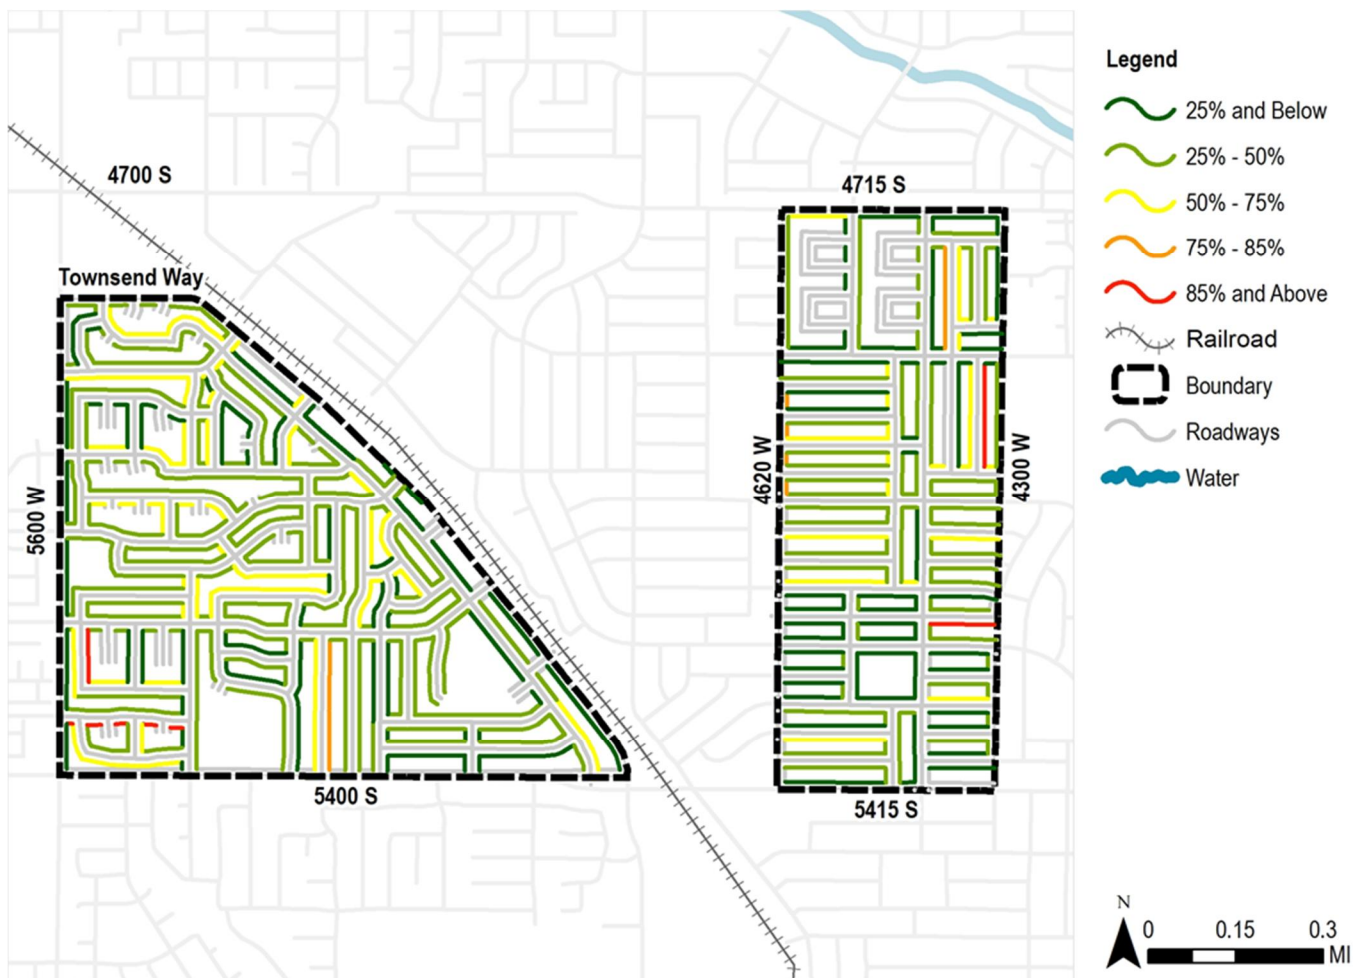 4700 S
4715 S
Townsend Way
5600 W
4620 W
4300 W
5400 S
5415 S
Legend
25% and Below
25% - 50%
50% - 75%
75% - 85%
85% and Above
Railroad
Boundary
Roadways
Water
N
0 0.15 0.3
MI